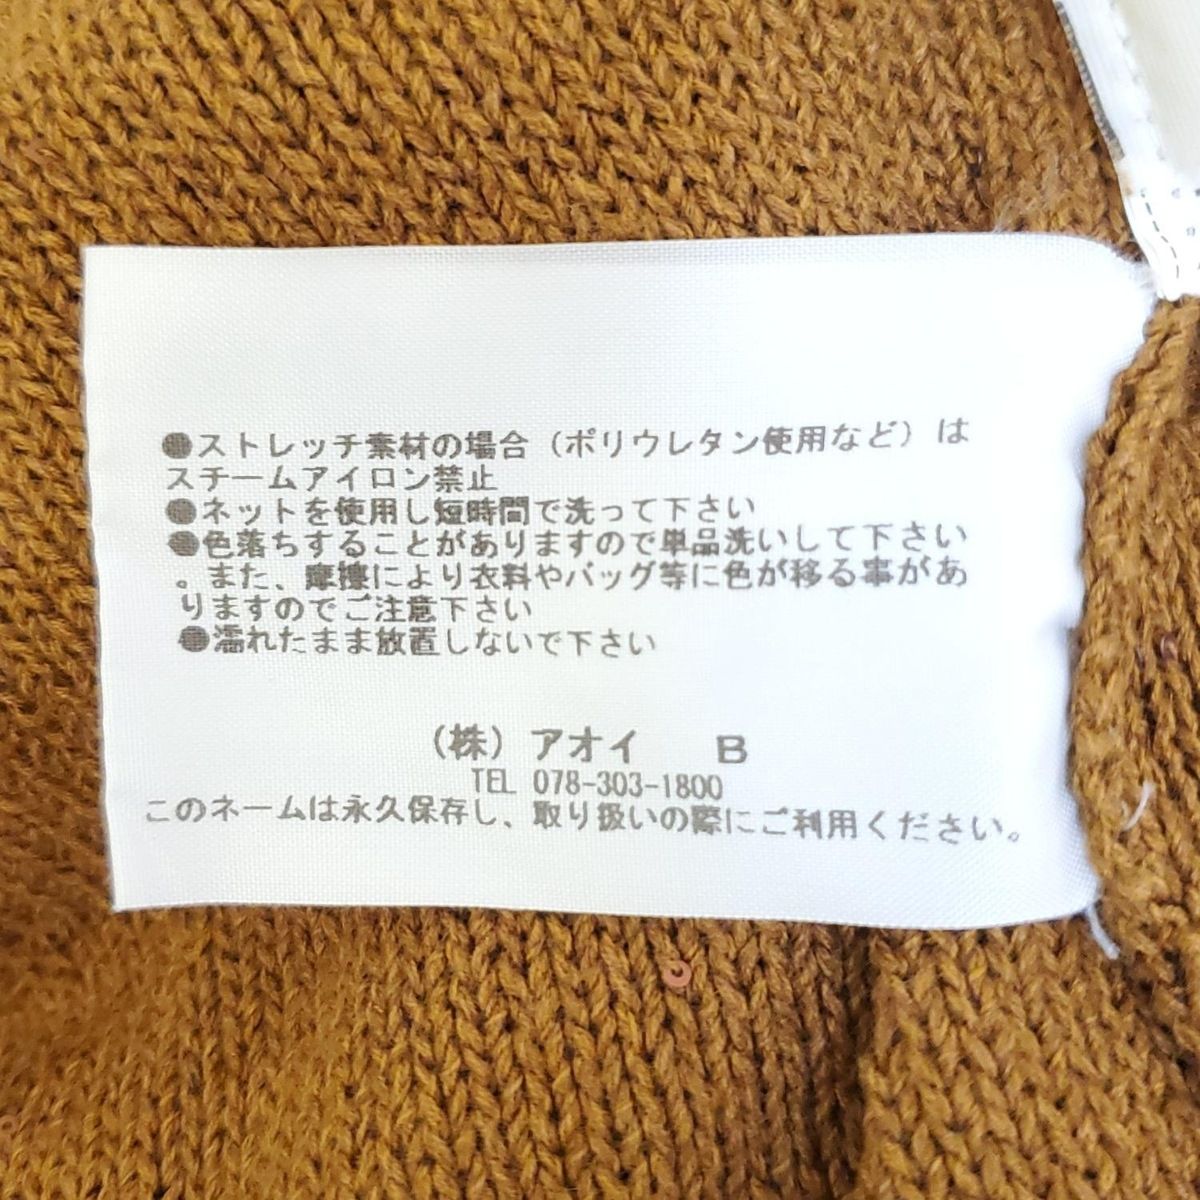 ●ストレッチ素材の場合（ポリウレタン使用など）は
スチームアイロン禁止
●ネットを使用し短時間で洗って下さい
●色落ちすることがありますので単品洗いして下さい
。また、摩擦により衣料やバッグ等に色が移る事があ
りますのでご注意下さい
●濡れたまま放置しないで下さい
（株）アオイ B
TEL 078-303-1800
このネームは永久保存し、取り扱いの際にご利用ください。